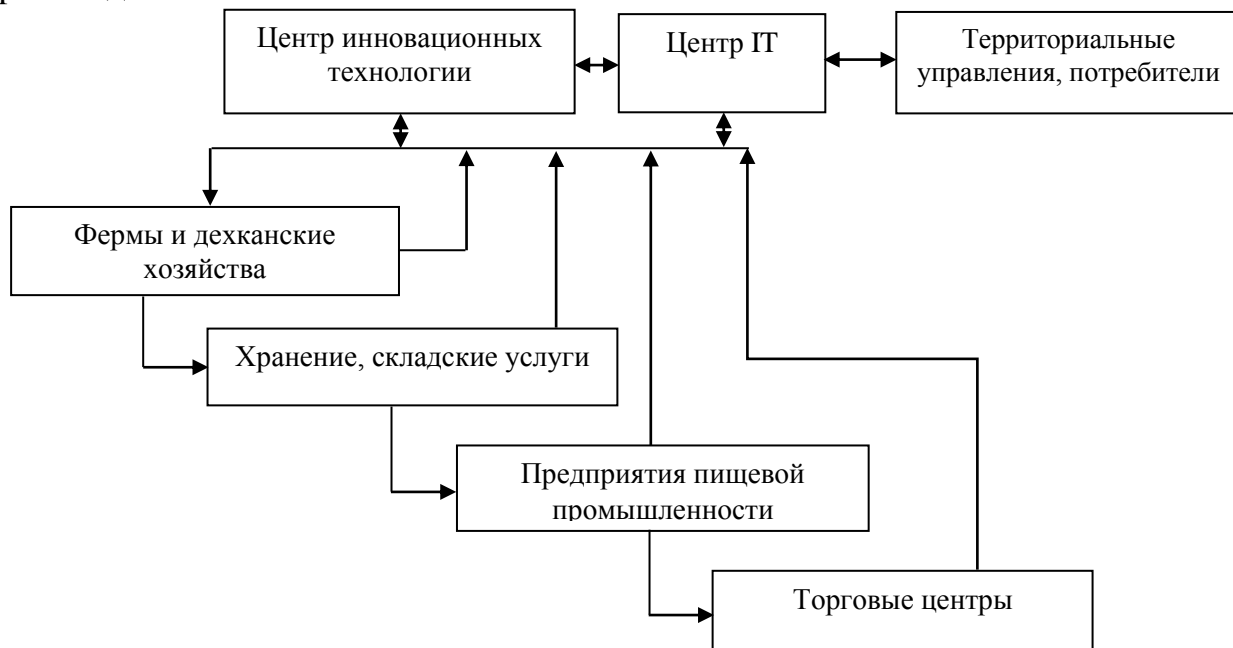 Центр инновационных
технологии
Центр IT
Территориальные
управления, потребители
Фермы и дехканские
хозяйства
Хранение, складские услуги
Предприятия пищевой
промышленности
Торговые центры